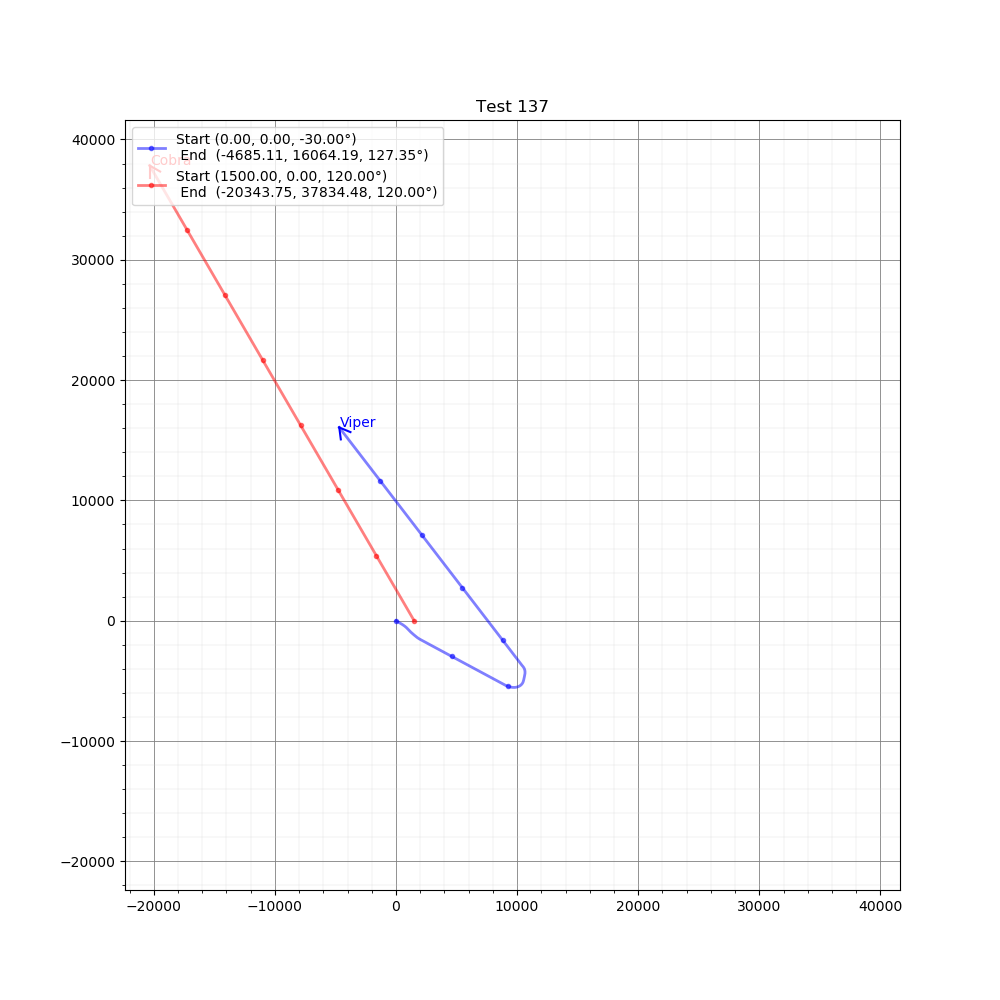 Test 137
Start (0.00, 0.00, -30.00°)
End (-4685.11, 16064.19, 127.35°)
Start (1500.00, 0.00, 120.00°)
End (-20343.75, 37834.48, 120.00°)
Cobra
Viper
40000
30000
20000
10000
0
−10000
−20000
−20000 −10000 0 10000 20000 30000 40000